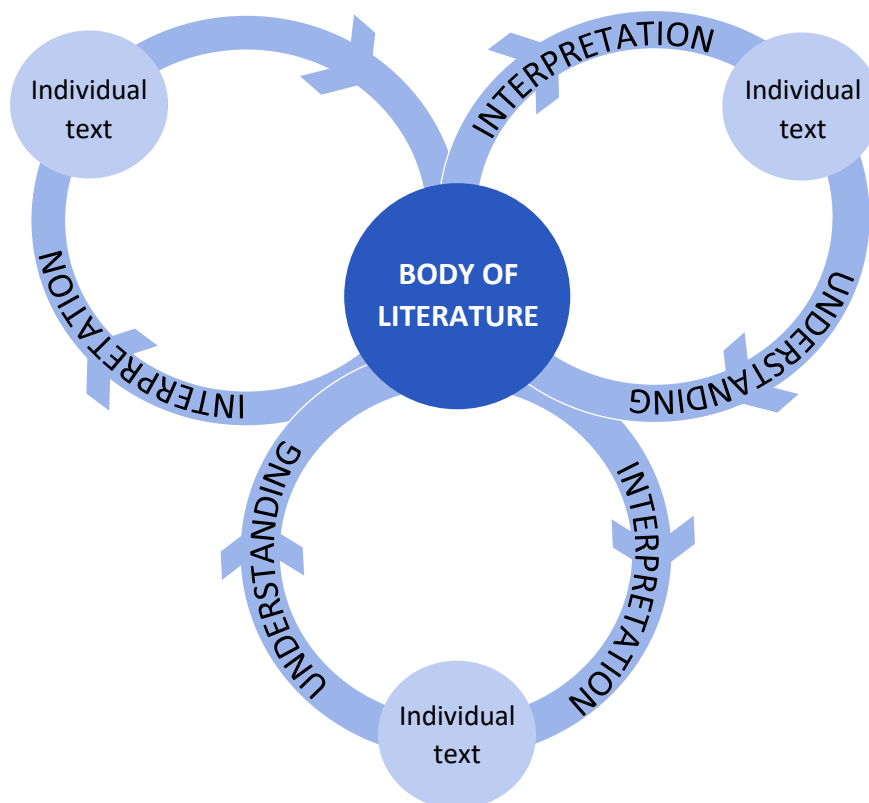 Individual
text
INTERPRETATION
Individual
text
BODY OF
LITERATURE
INTERPRETATION
UNDERSTANDING
UNDERSTANDING
INTERPRETATION
Individual
text